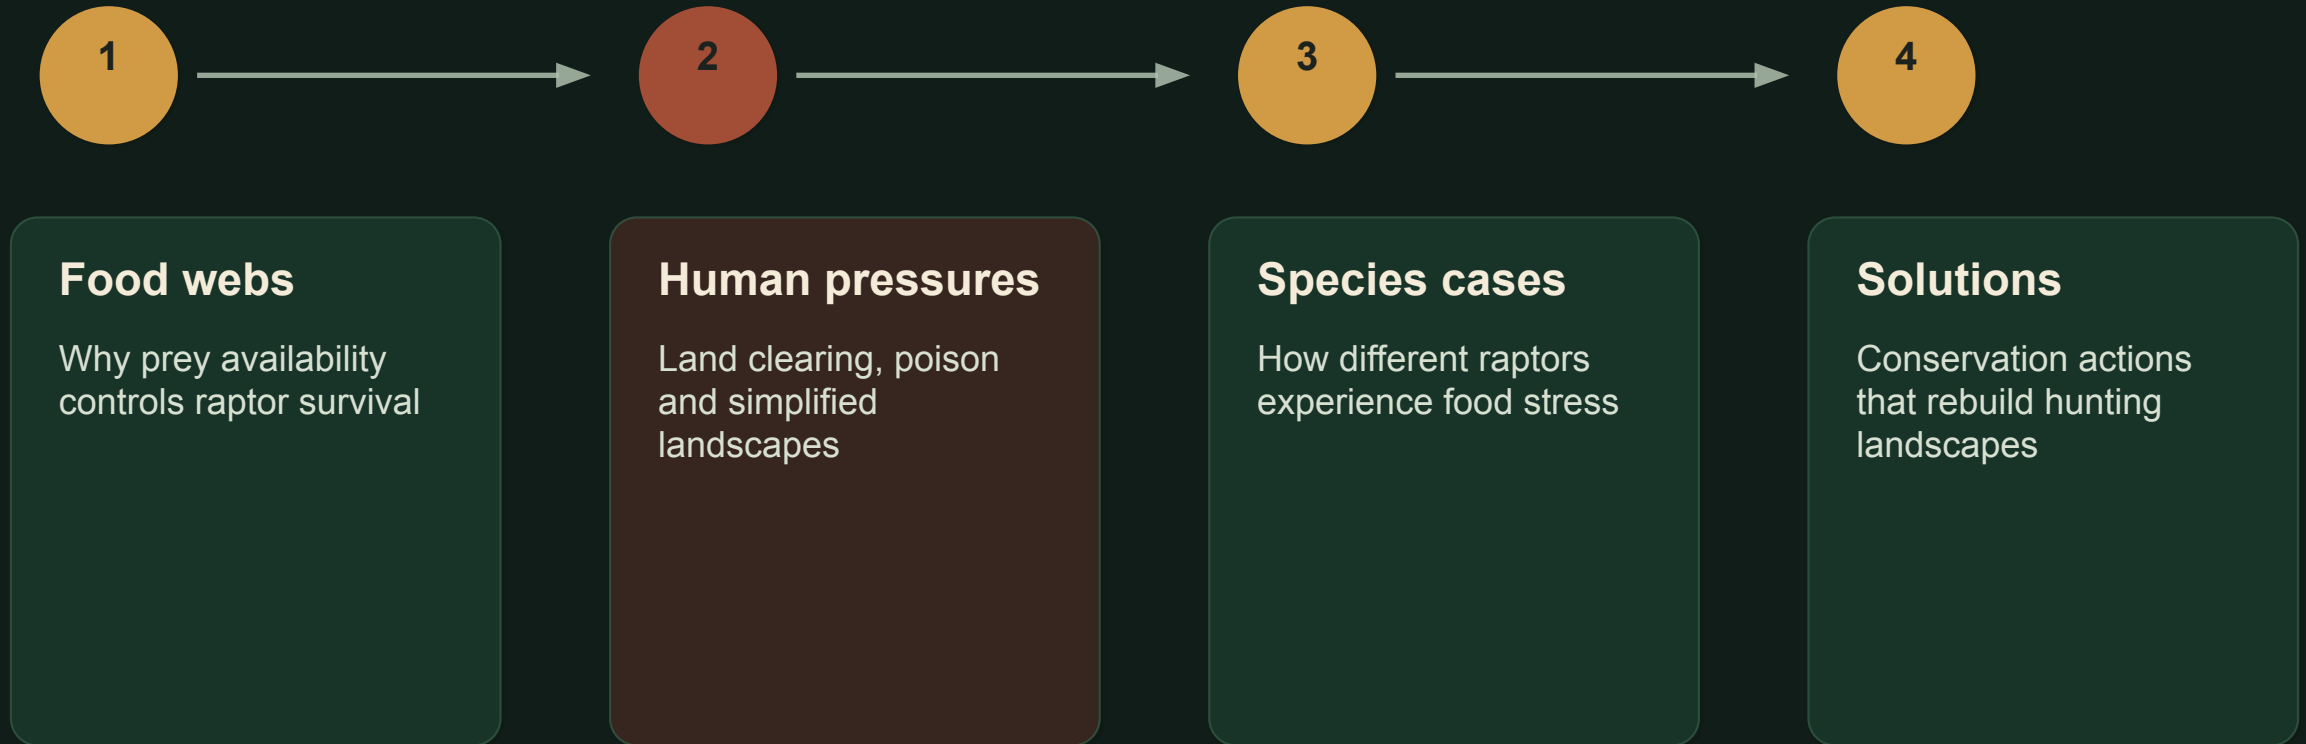 1
2
3
4
Food webs
Why prey availability
controls raptor survival
Human pressures
Land clearing, poison
and simplified
landscapes
Species cases
How different raptors
experience food stress
Solutions
Conservation actions
that rebuild hunting
landscapes